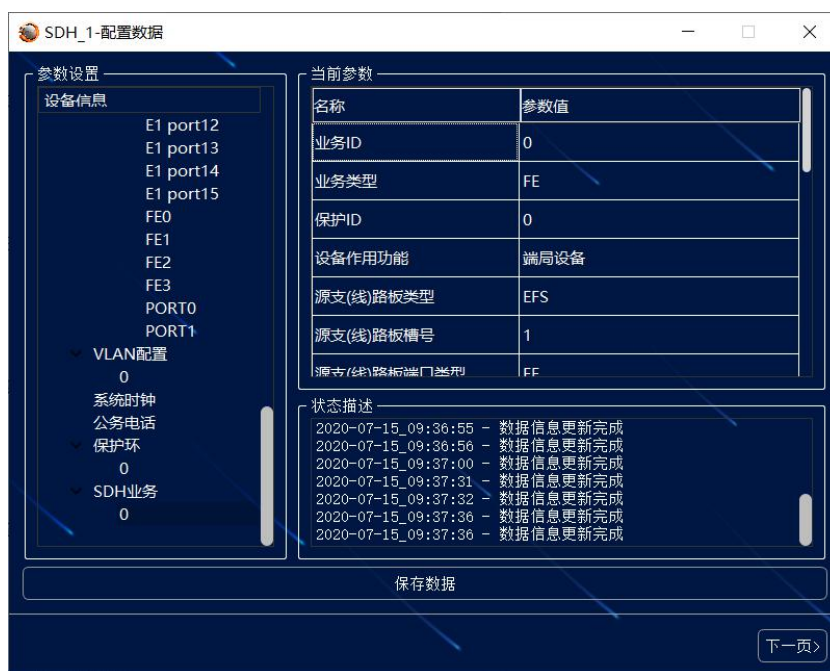 SDH_1-配置数据
参数设置
设备信息
E1 port12
E1 port13
E1 port14
E1 port15
FE0
FE1
FE2
FE3
PORT0
PORT1
VLAN配置
0
系统时钟
公务电话
保护环
0
SDH业务
0
当前参数
名称 参数值
业务ID 0
业务类型 FE
保护ID 0
设备作用功能 端局设备
源支(线)路板类型 EFS
源支(线)路板槽号 1
源支(线)路板端口类型 FE
状态描述
2020-07-15_09:36:55 - 数据信息更新完成
2020-07-15_09:36:56 - 数据信息更新完成
2020-07-15_09:37:00 - 数据信息更新完成
2020-07-15_09:37:31 - 数据信息更新完成
2020-07-15_09:37:32 - 数据信息更新完成
2020-07-15_09:37:36 - 数据信息更新完成
2020-07-15_09:37:36 - 数据信息更新完成
保存数据
下一页>